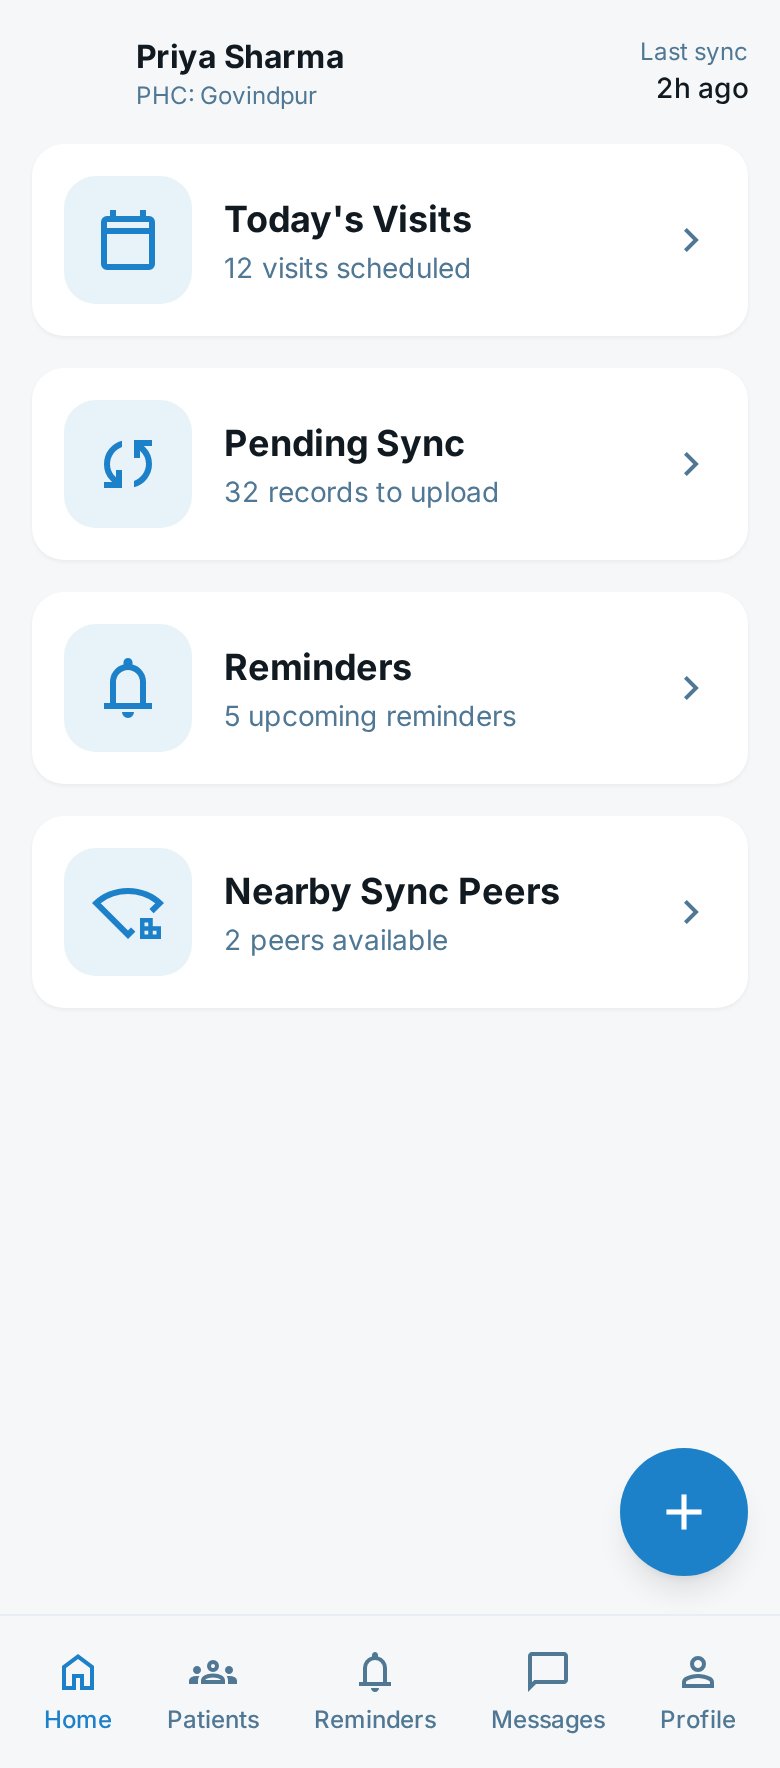 Priya Sharma
PHC: Govindpur
Last sync
2h ago
Today's Visits
12 visits scheduled
Pending Sync
32 records to upload
Reminders
5 upcoming reminders
Nearby Sync Peers
2 peers available
Home
Patients
Reminders
Messages
Profile